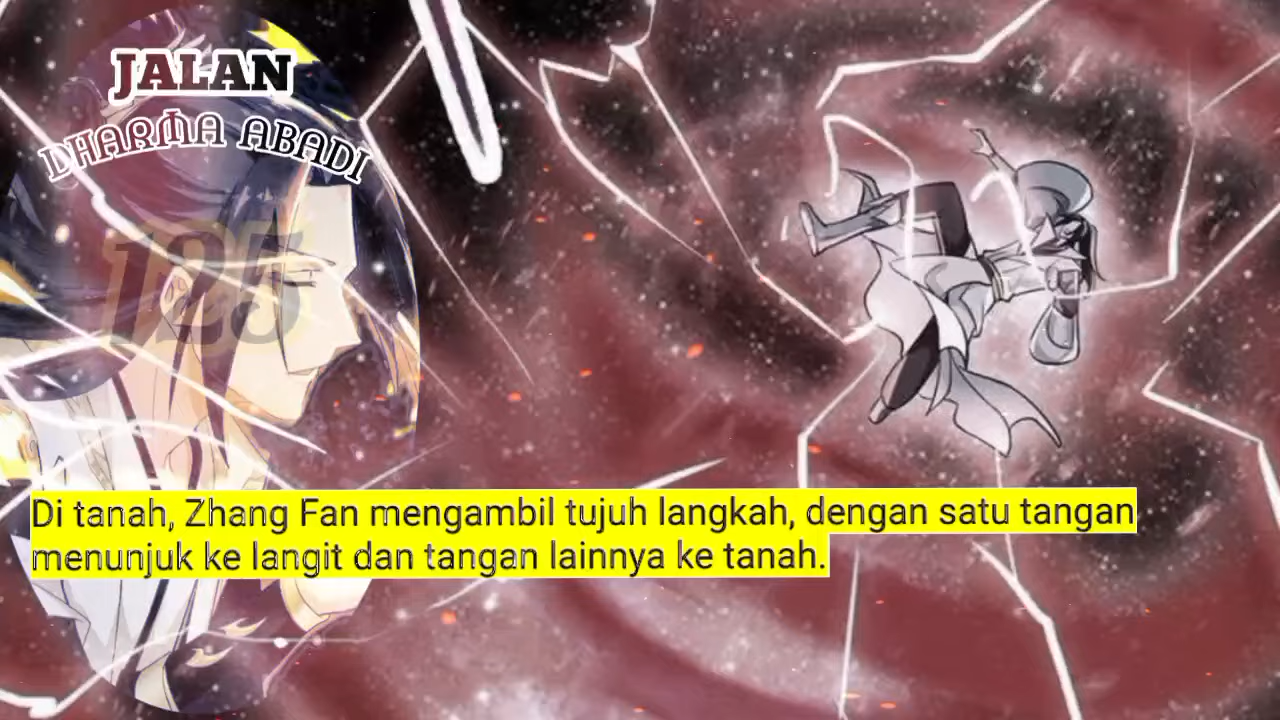 JALAN
DHARMA ABADI
125
Di tanah, Zhang Fan mengambil tujuh langkah, dengan satu tangan
menunjuk ke langit dan tangan lainnya ke tanah.